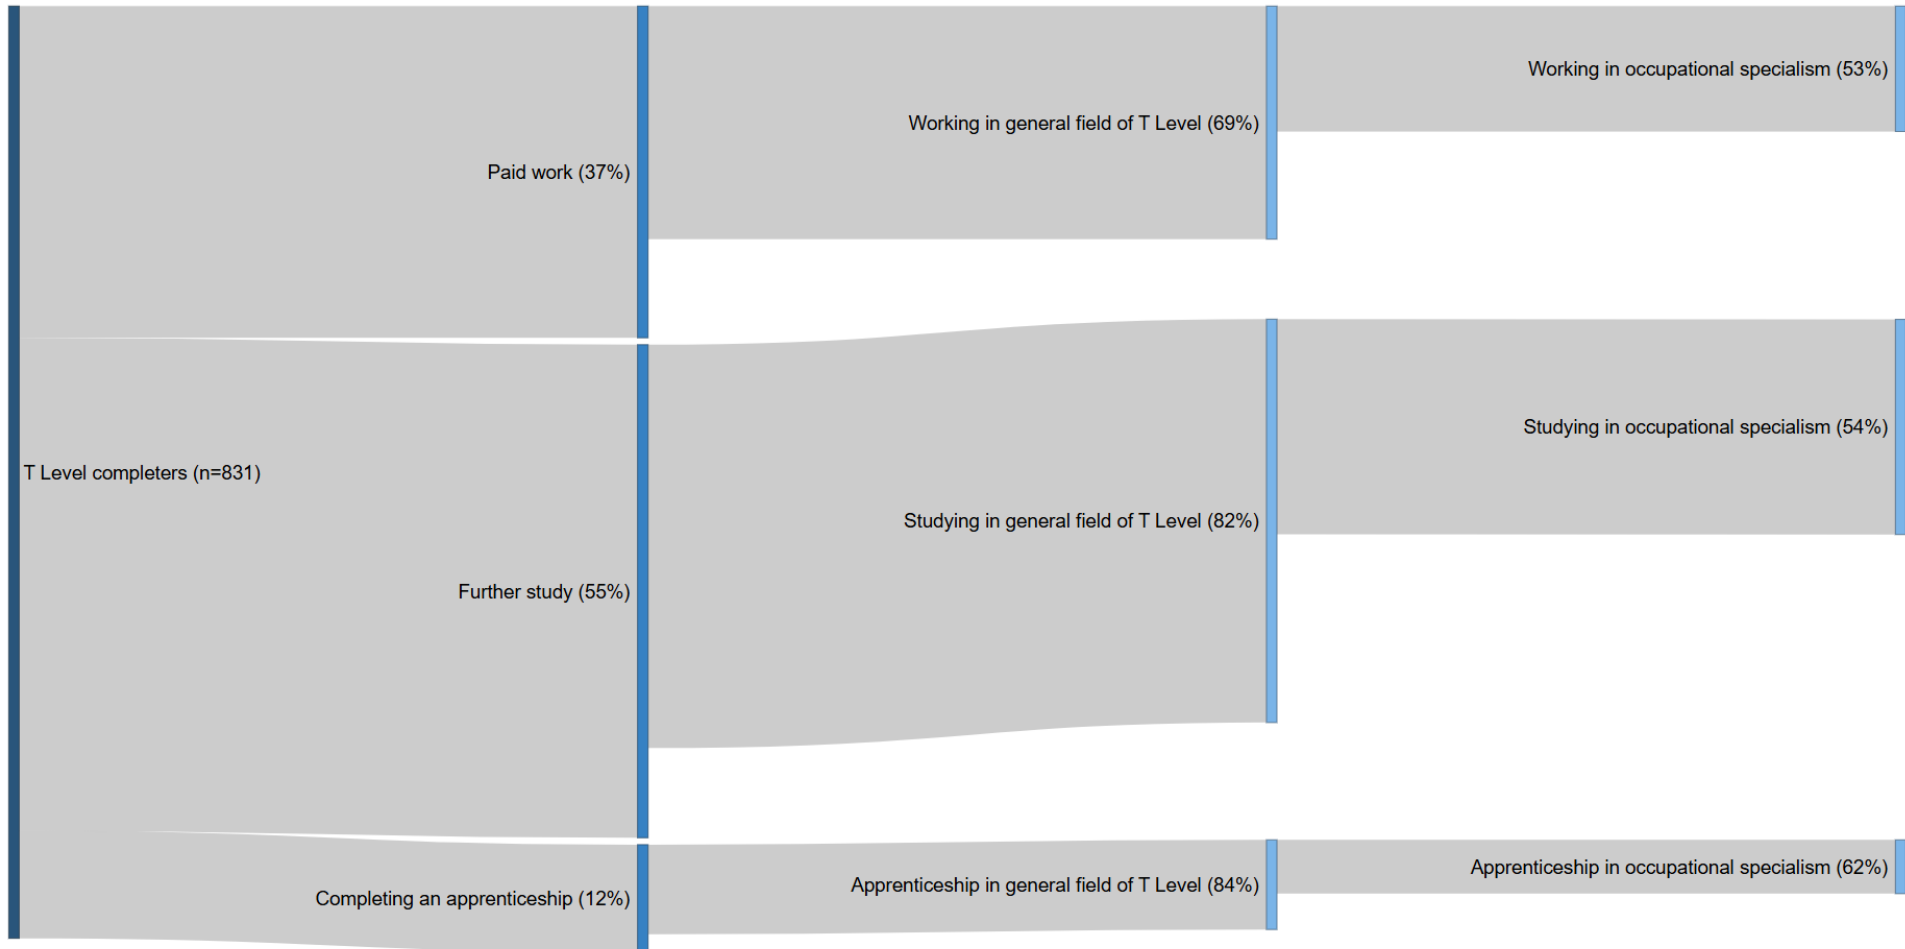 T Level completers (n=831)
Paid work (37%)
Further study (55%)
Completing an apprenticeship (12%)
Working in general field of T Level (69%)
Studying in general field of T Level (82%)
Apprenticeship in general field of T Level (84%)
Working in occupational specialism (53%)
Studying in occupational specialism (54%)
Apprenticeship in occupational specialism (62%)